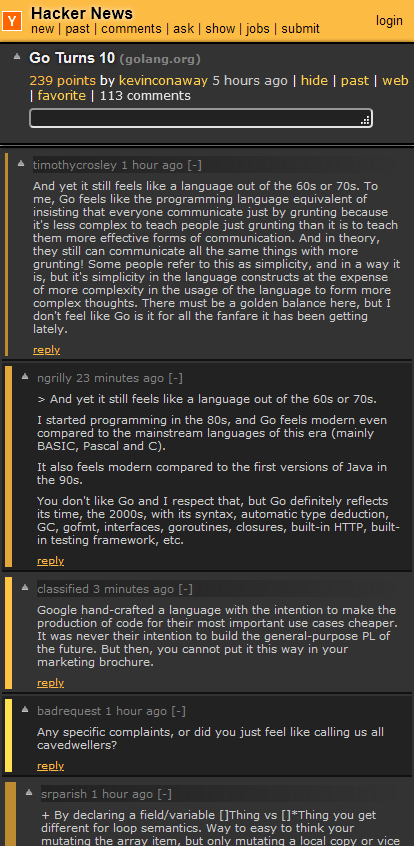 Y
Hacker News
new | past | comments | ask | show | jobs | submit
login
Go Turns 10 (golang.org)
239 points by kevinconaway 5 hours ago | hide | past | web
| favorite | 113 comments
timothycrosley 1 hour ago [-]
And yet it still feels like a language out of the 60s or 70s. To
me, Go feels like the programming language equivalent of
insisting that everyone communicate just by grunting because
it's less complex to teach people just grunting than it is to teach
them more effective forms of communication. And in theory,
they still can communicate all the same things with more
grunting! Some people refer to this as simplicity, and in a way it
is, but it's simplicity in the language constructs at the expense
of more complexity in the usage of the language to form more
complex thoughts. There must be a golden balance here, but I
don't feel like Go is it for all the fanfare it has been getting
lately.
reply
ngrilly 23 minutes ago [-]
> And yet it still feels like a language out of the 60s or 70s.
I started programming in the 80s, and Go feels modern even
compared to the mainstream languages of this era (mainly
BASIC, Pascal and C).
It also feels modern compared to the first versions of Java in
the 90s.
You don't like Go and I respect that, but Go definitely reflects
its time, the 2000s, with its syntax, automatic type deduction,
GC, gofmt, interfaces, goroutines, closures, built-in HTTP, built-
in testing framework, etc.
reply
classified 3 minutes ago [-]
Google hand-crafted a language with the intention to make the
production of code for their most important use cases cheaper.
It was never their intention to build the general-purpose PL of
the future. But then, you cannot put it this way in your
marketing brochure.
reply
badrequest 1 hour ago [-]
Any specific complaints, or did you just feel like calling us all
cavedwellers?
reply
srparish 1 hour ago [-]
+ By declaring a field/variable []Thing vs []*Thing you get
different for loop semantics. Way to easy to think your
mutating the array item, but only mutating a local copy or vice